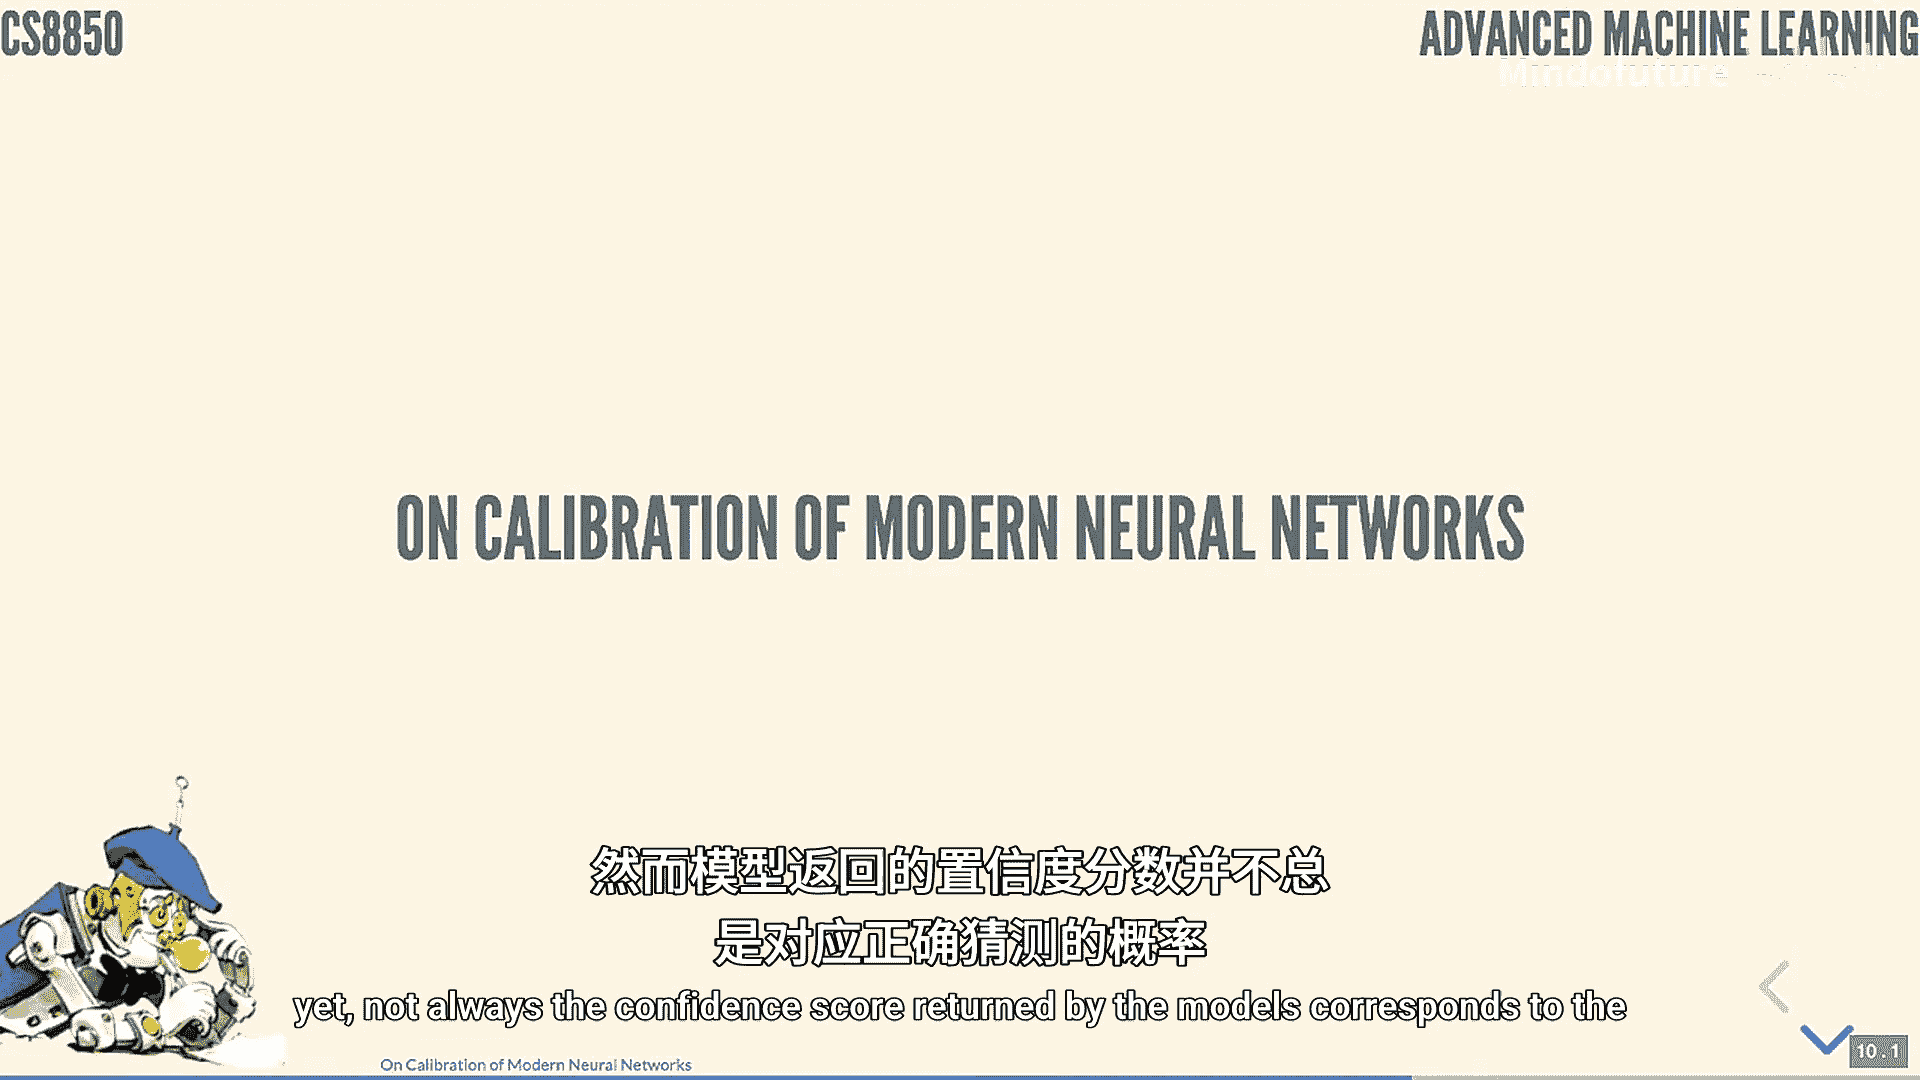 CS8850
ADVANCED MACHINE LEARNING
Mindofuture
ON CALIBRATION OF MODERN NEURAL NETWORKS
然而模型返回的置信度分数并不总
是对应正确猜测的概率
yet, not always the confidence score returned by the models corresponds to the
On Calibration of Modern Neural Networks
10.1